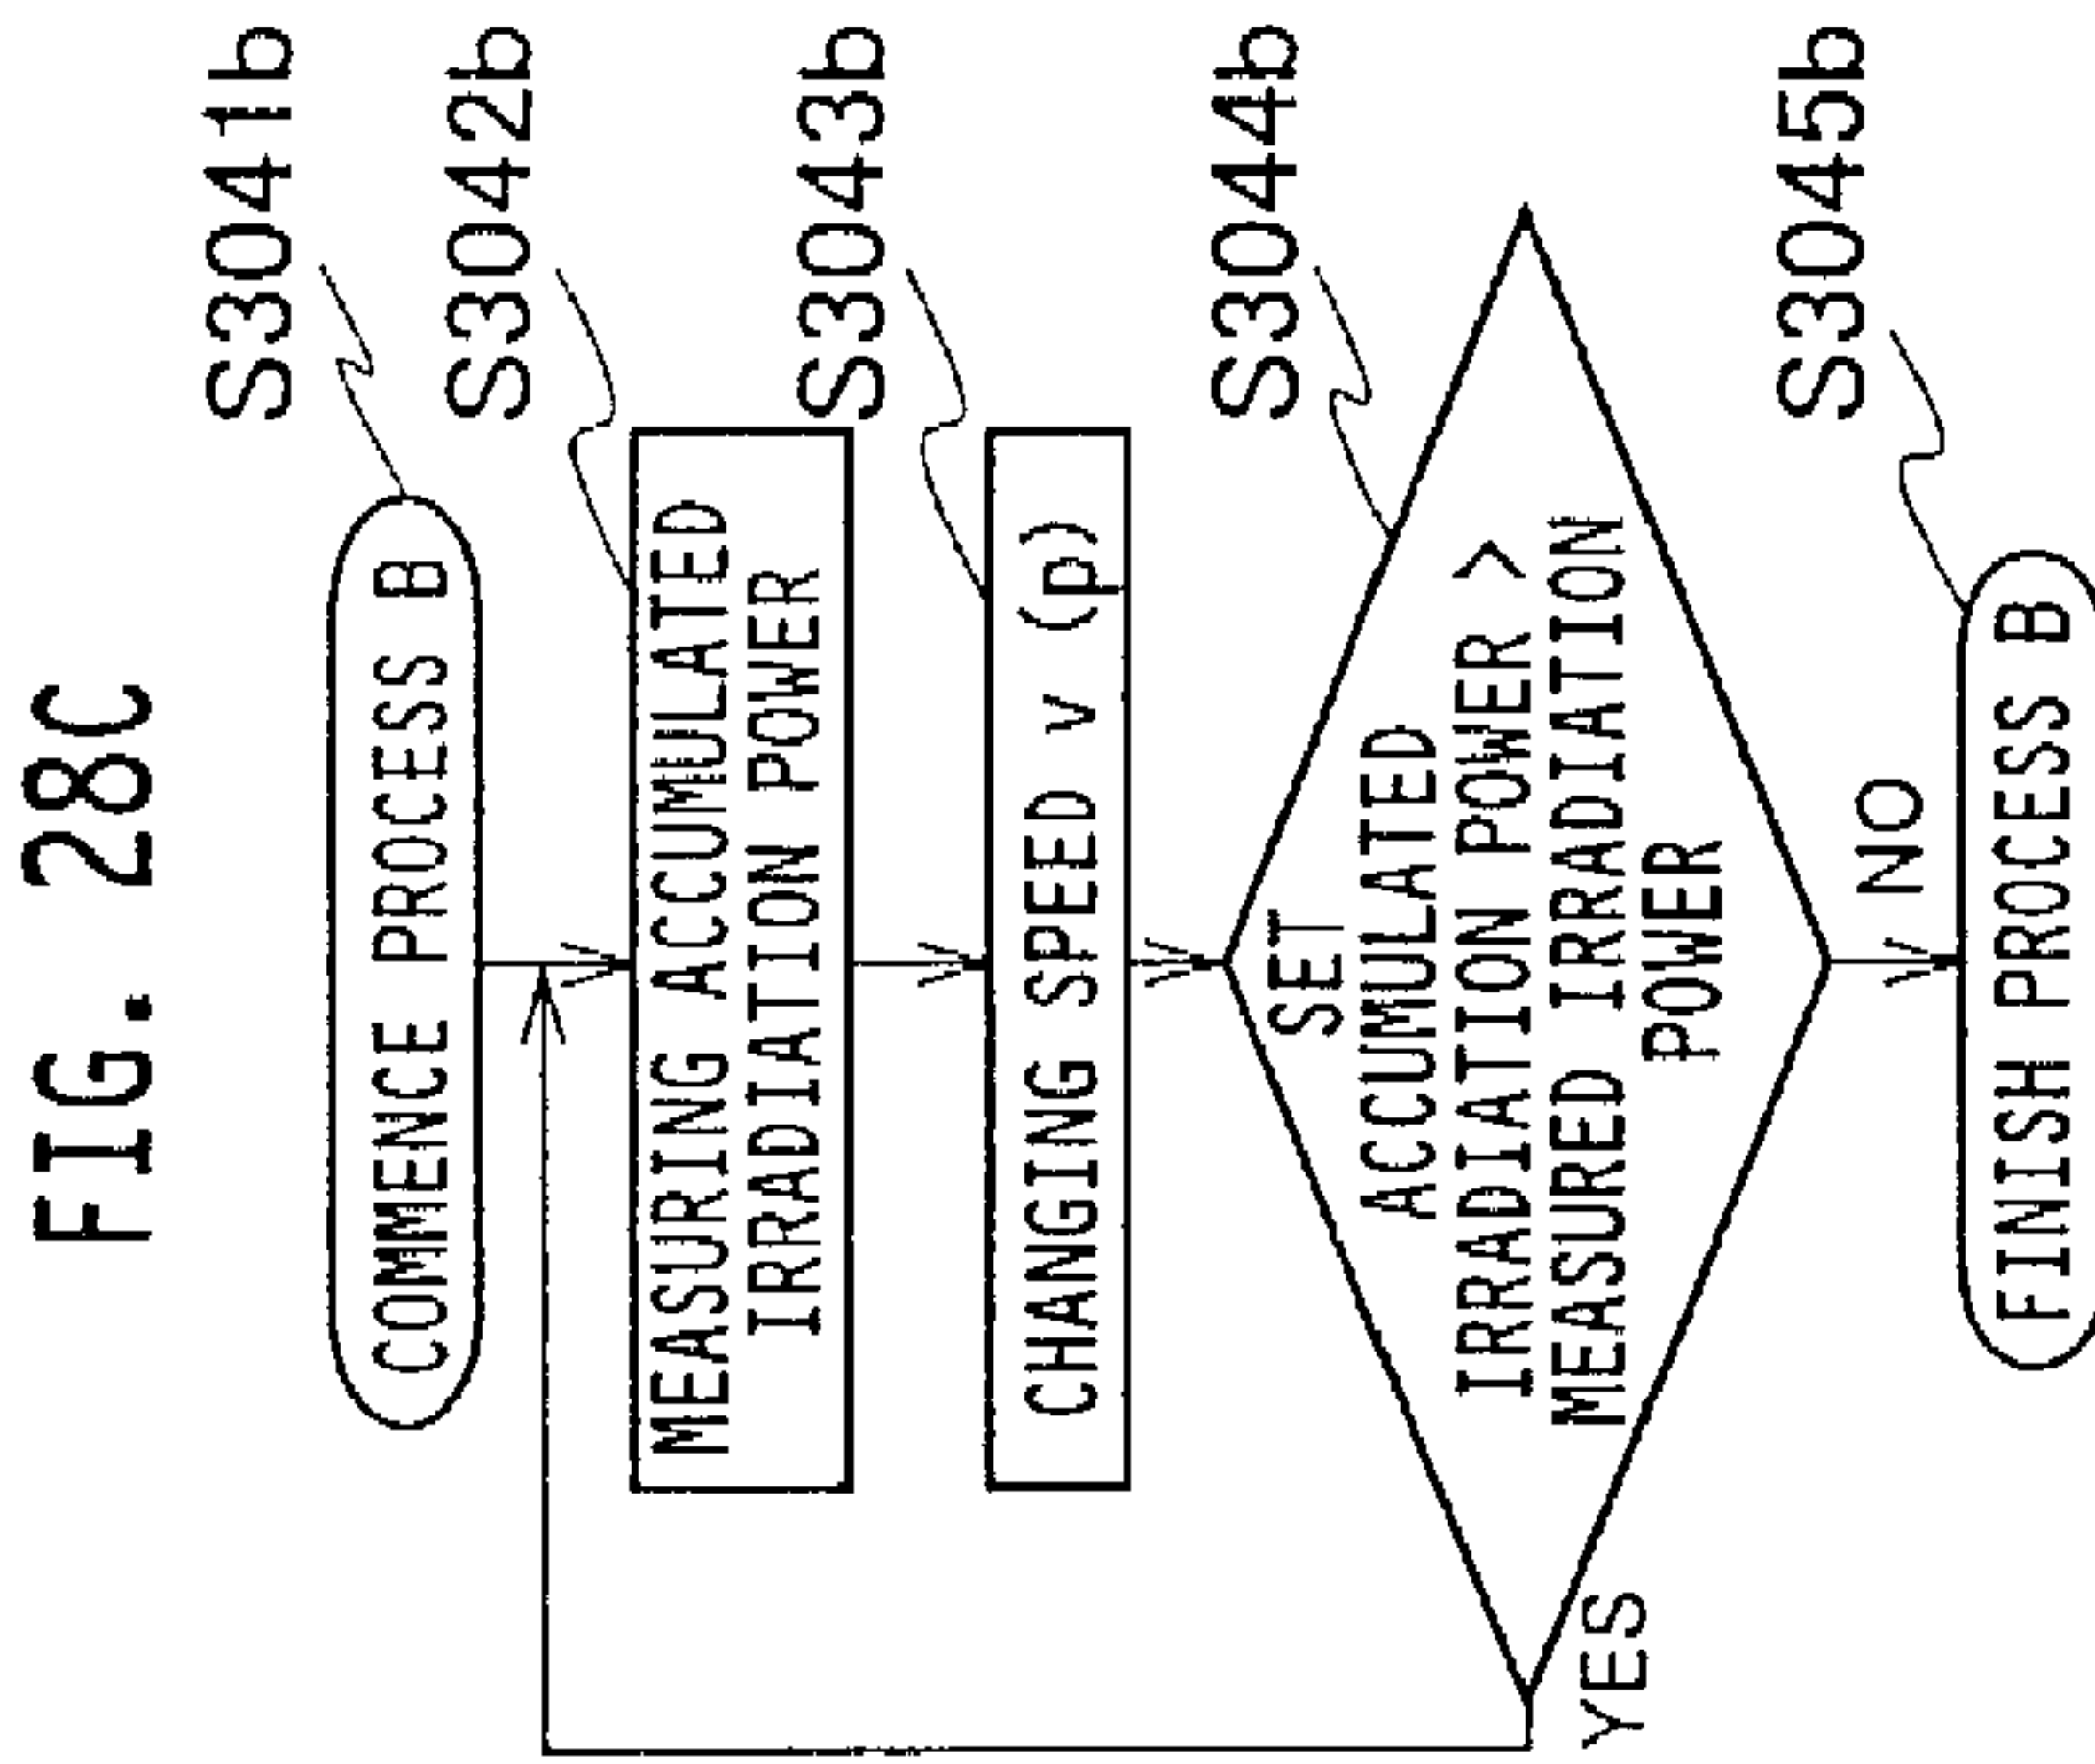 FIG. 28C
COMMENCE PROCESS B
S3041b
MEASURING ACCUMULATED
IRRADIATION POWER
S3042b
CHANGING SPEED v (p)
S3043b
SET
ACCUMULATED
IRRADIATION POWER >
MEASURED IRRADIATION
POWER
S3044b
YES
NO
FINISH PROCESS B
S3045b